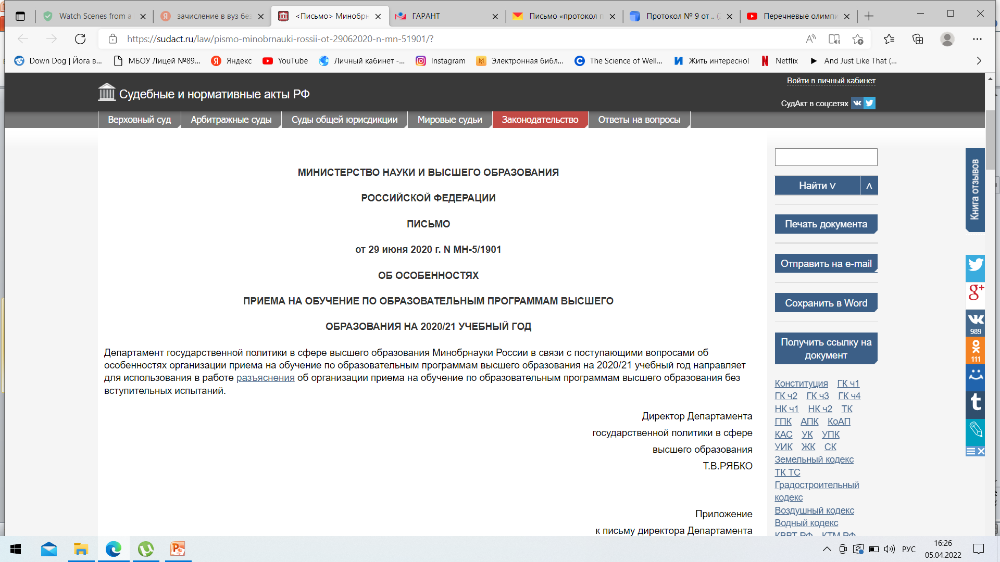 Watch Scenes from a
зачисление в вуз без
<Письмо> Минобрн
ГАРАНТ
Письмо «протокол п
Протокол № 9 от .. (
Перечневые олимпи
https://sudact.ru/law/pismo-minobrnauki-rossii-ot-29062020-n-mn-51901/?
Down Dog | Йога в...
МБОУ Лицей №89...
Яндекс
YouTube
Личный кабинет -...
Instagram
Электронная библ...
The Science of Well...
Жить интересно!
Netflix
And Just Like That (...
Войти в личный кабинет
Судебные и нормативные акты РФ
СудАкт в соцсетях
Верховный суд
Арбитражные суды
Суды общей юрисдикции
Мировые судьи
Законодательство
Ответы на вопросы
МИНИСТЕРСТВО НАУКИ И ВЫСШЕГО ОБРАЗОВАНИЯ
РОССИЙСКОЙ ФЕДЕРАЦИИ
ПИСЬМО
от 29 июня 2020 г. N МН-5/1901
ОБ ОСОБЕННОСТЯХ
ПРИЕМА НА ОБУЧЕНИЕ ПО ОБРАЗОВАТЕЛЬНЫМ ПРОГРАММАМ ВЫСШЕГО
ОБРАЗОВАНИЯ НА 2020/21 УЧЕБНЫЙ ГОД
Департамент государственной политики в сфере высшего образования Минобрнауки России в связи с поступающими вопросами об
особенностях организации приема на обучение по образовательным программам высшего образования на 2020/21 учебный год направляет
для использования в работе разъяснения об организации приема на обучение по образовательным программам высшего образования без
вступительных испытаний.
Директор Департамента
государственной политики в сфере
высшего образования
Т.В.РЯБКО
Приложение
к письму директора Департамента
Найти ˅
˄
Печать документа
Отправить на e-mail
Сохранить в Word
Получить ссылку на
документ
Конституция ГК ч1
ГК ч2 ГК ч3 ГК ч4
НК ч1 НК ч2 ТК
ГПК АПК КоАП
КАС УК УПК
УИК ЖК СК
Земельный кодекс
ТК ТС
Градостроительный
кодекс
Воздушный кодекс
Водный кодекс
КВВТ РФ КТМ РФ
Книга отзывов
989
111
РУС
16:26
05.04.2022